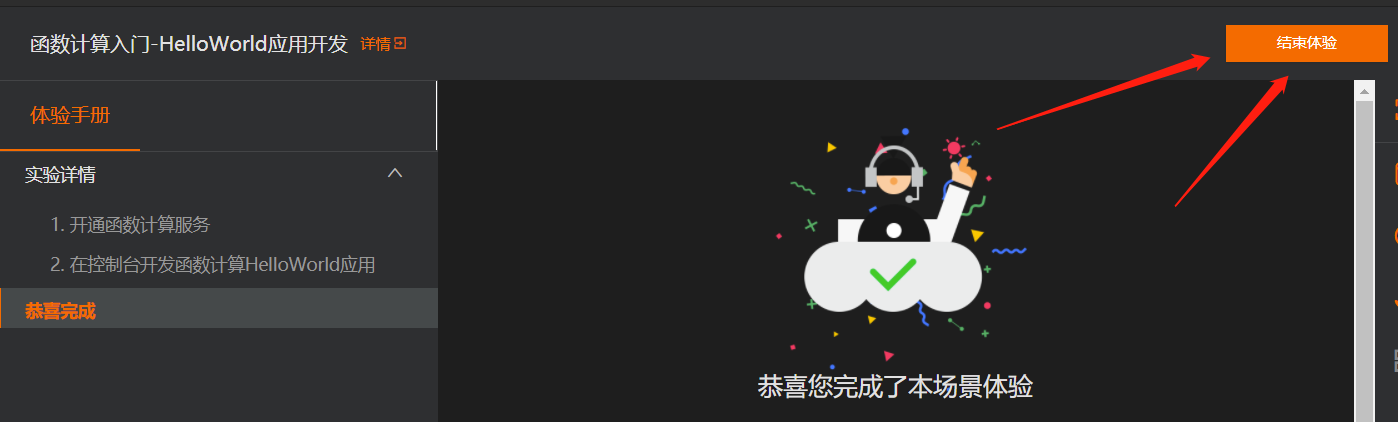 函数计算入门-HelloWorld应用开发 详情
结束体验
体验手册
实验详情
1. 开通函数计算服务
2. 在控制台开发函数计算HelloWorld应用
恭喜完成
恭喜您完成了本场景体验